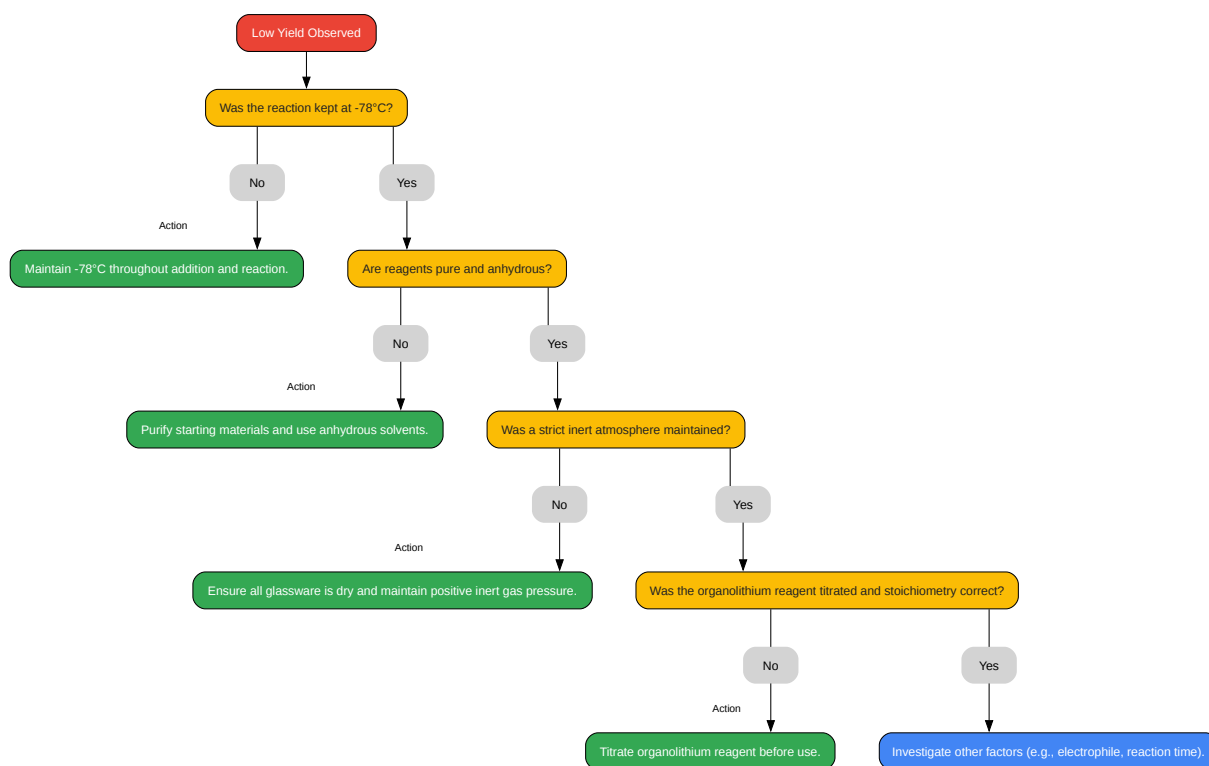 Low Yield Observed
Was the reaction kept at -78°C?
No
Yes
Action
Maintain -78°C throughout addition and reaction.
Are reagents pure and anhydrous?
No
Yes
Action
Purify starting materials and use anhydrous solvents.
Was a strict inert atmosphere maintained?
No
Yes
Action
Ensure all glassware is dry and maintain positive inert gas pressure.
Was the organolithium reagent titrated and stoichiometry correct?
No
Yes
Action
Titrate organolithium reagent before use.
Investigate other factors (e.g., electrophile, reaction time).